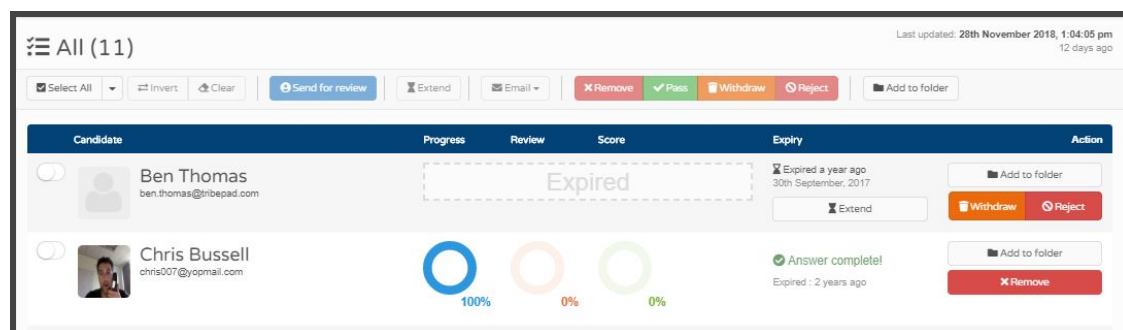 All (11)
Last updated: 28th November 2018, 1:04:05 pm
12 days ago
Select All Invert Clear Send for review Extend Email Remove Pass Withdraw Reject Add to folder
Candidate Progress Review Score Expiry Action
Ben Thomas
ben.thomas@tribepad.com
Expired
Expired a year ago
30th September, 2017
Extend
Add to folder
Withdraw Reject
Chris Bussell
chris007@yopmail.com
100% 0% 0%
Answer complete!
Expired : 2 years ago
Add to folder
Remove